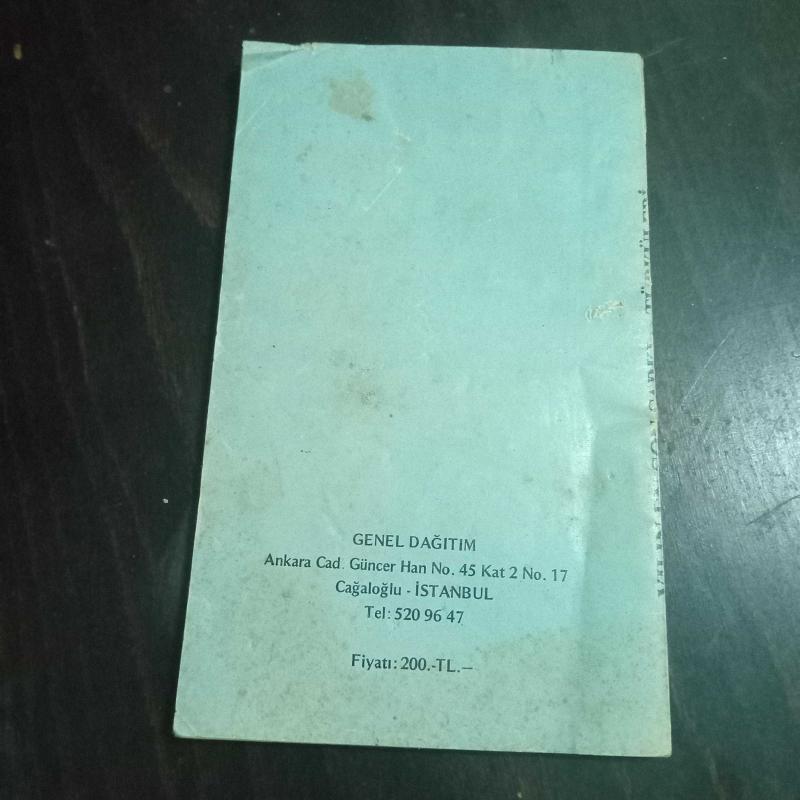 GENEL DAĞITIM
Ankara Cad. Güncer Han No. 45 Kat 2 No. 17
Cağaloğlu - İSTANBUL
Tel: 520 96 47
Fiyatı: 200.-TL.—